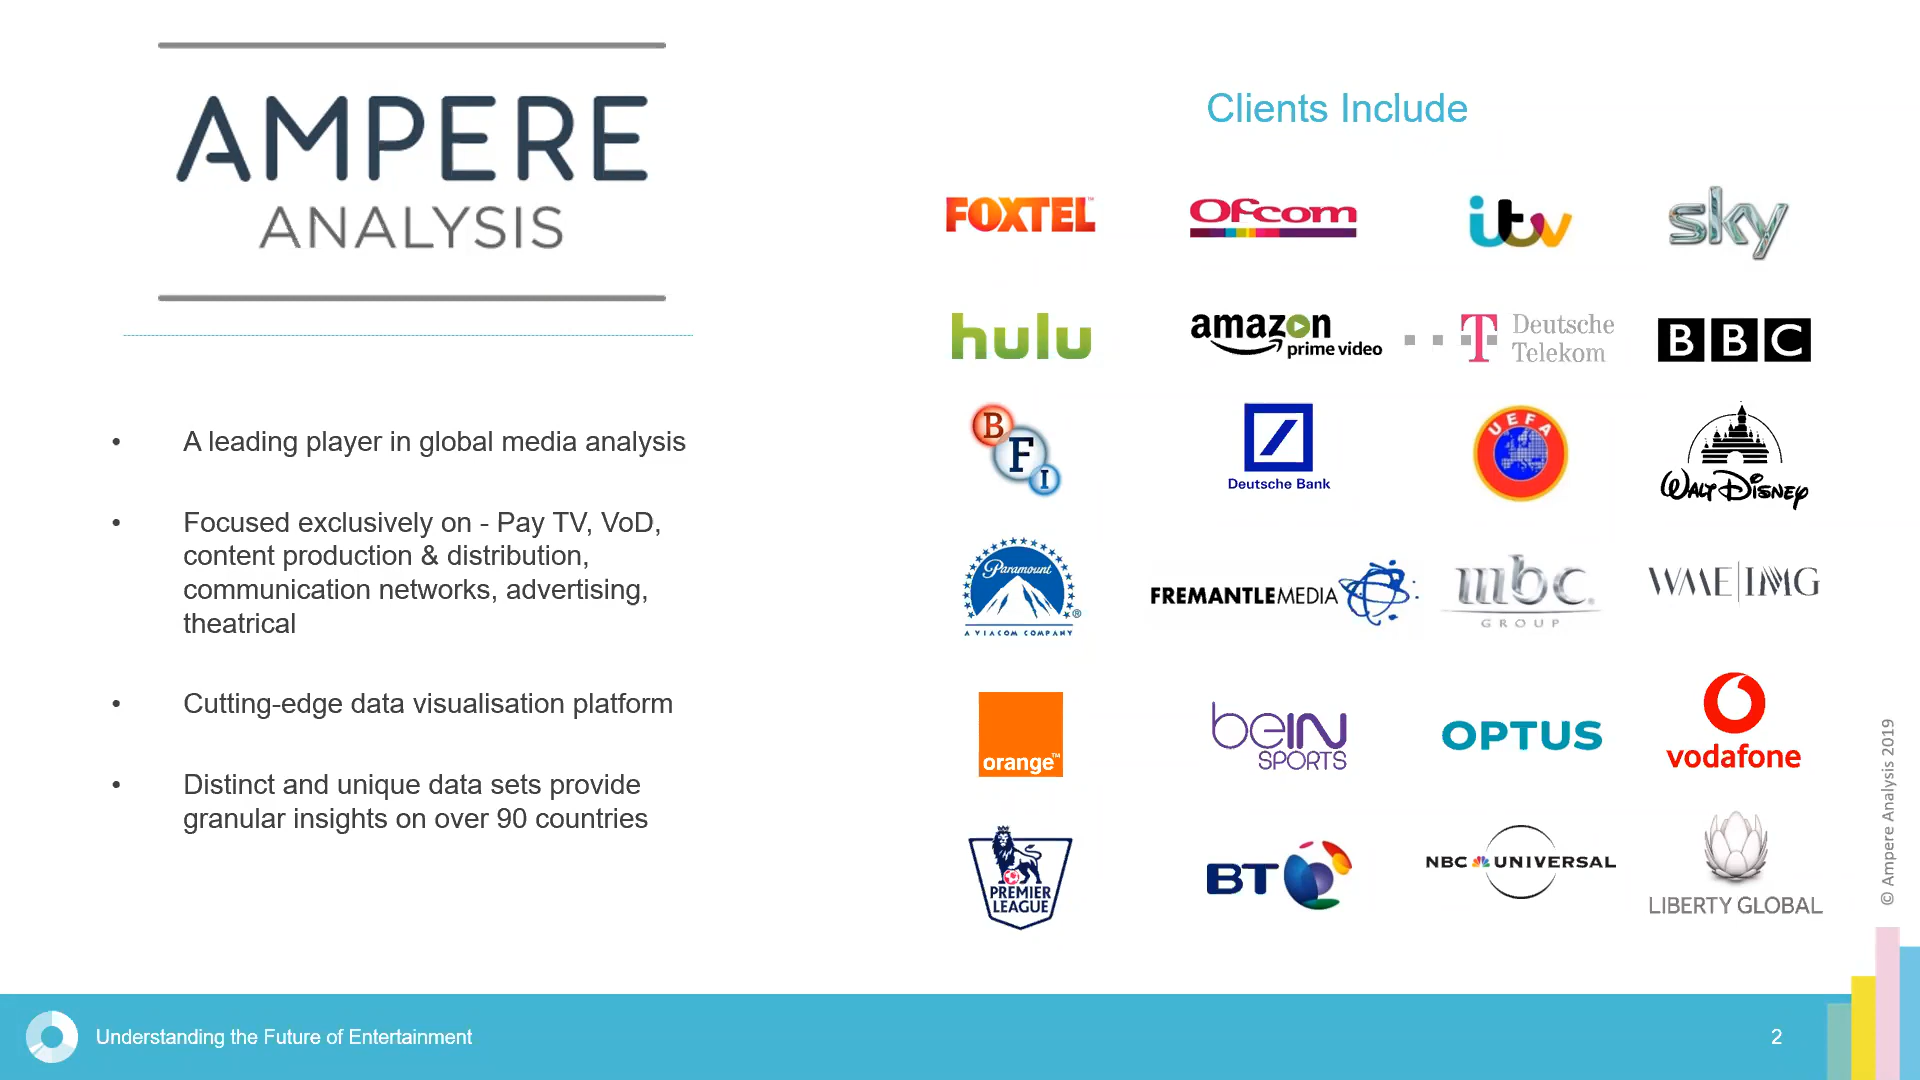 AMPERE
ANALYSIS
• A leading player in global media analysis
• Focused exclusively on - Pay TV, VoD,
content production & distribution,
communication networks, advertising,
theatrical
• Cutting-edge data visualisation platform
• Distinct and unique data sets provide
granular insights on over 90 countries
Clients Include
FOXTEL™
Ofcom
itv
sky
hulu
amazon
prime video
T Deutsche
Telekom
BBC
BFI
Deutsche Bank
UEFA
WALT DISNEY
Paramount
®
A VIACOM COMPANY
FREMANTLEMEDIA
mbc
GROUP
WME|IMG
orange™
beIN
SPORTS
OPTUS
vodafone
PREMIER
LEAGUE
BT
NBC UNIVERSAL
LIBERTY GLOBAL
© Ampere Analysis 2019
Understanding the Future of Entertainment
2